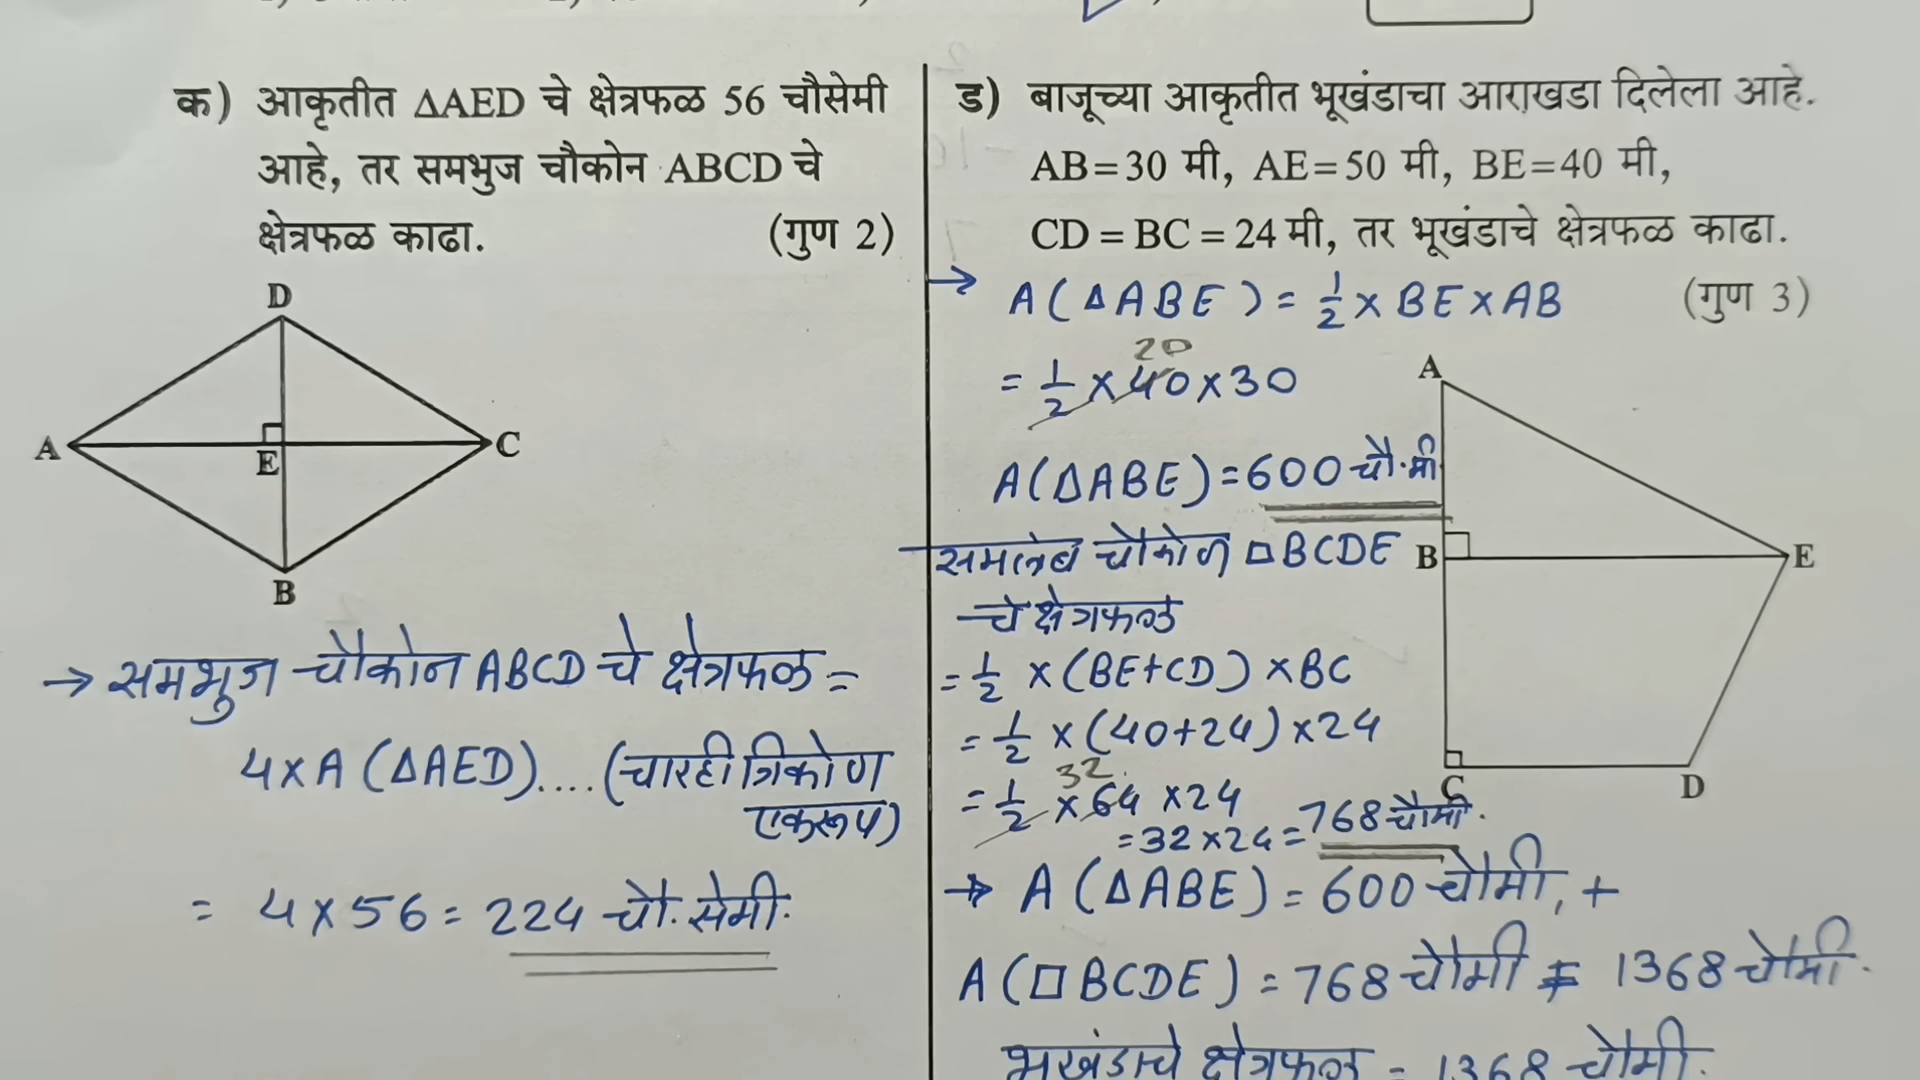 क) आकृतीत ΔAED चे क्षेत्रफळ 56 चौसेमी
आहे, तर समभुज चौकोन ABCD चे
क्षेत्रफळ काढा. (गुण 2)
D
A
E
C
B
→ समभुज चौकोन ABCD चे क्षेत्रफळ =
4×A (ΔAED).... (चारही त्रिकोण
एकरूप)
= 4×56 = 224 चौ. सेमी.
ड) बाजूच्या आकृतीत भूखंडाचा आराखडा दिलेला आहे.
AB=30 मी, AE=50 मी, BE=40 मी,
CD = BC = 24 मी, तर भूखंडाचे क्षेत्रफळ काढा.
(गुण 3)
→ A(ΔABE) = 1/2 × BE × AB
20
= 1/2 × 40 × 30
A(ΔABE) = 600 चौ.मी
समलंब चौकोण □BCDE
चे क्षेत्रफळ
= 1/2 × (BE+CD) × BC
= 1/2 × (40+24) × 24
32
= 1/2 × 64 × 24
= 32×24 = 768 चौमी.
A
B
E
C
D
→ A (ΔABE) = 600 चौमी, +
A (□BCDE) = 768 चौमी = 1368 चौमी.
भूखंडाचे क्षेत्रफळ = 1368 चौमी.